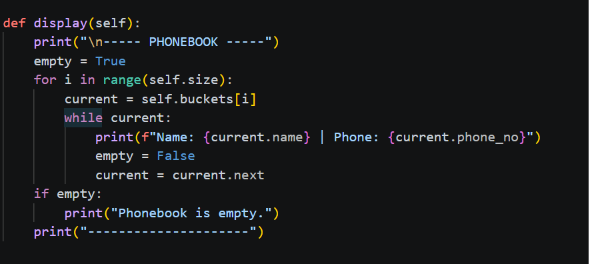 def display(self):
    print("\n----- PHONEBOOK -----")
    empty = True
    for i in range(self.size):
        current = self.buckets[i]
        while current:
            print(f"Name: {current.name} | Phone: {current.phone_no}")
            empty = False
            current = current.next
    if empty:
        print("Phonebook is empty.")
    print("---------------------")